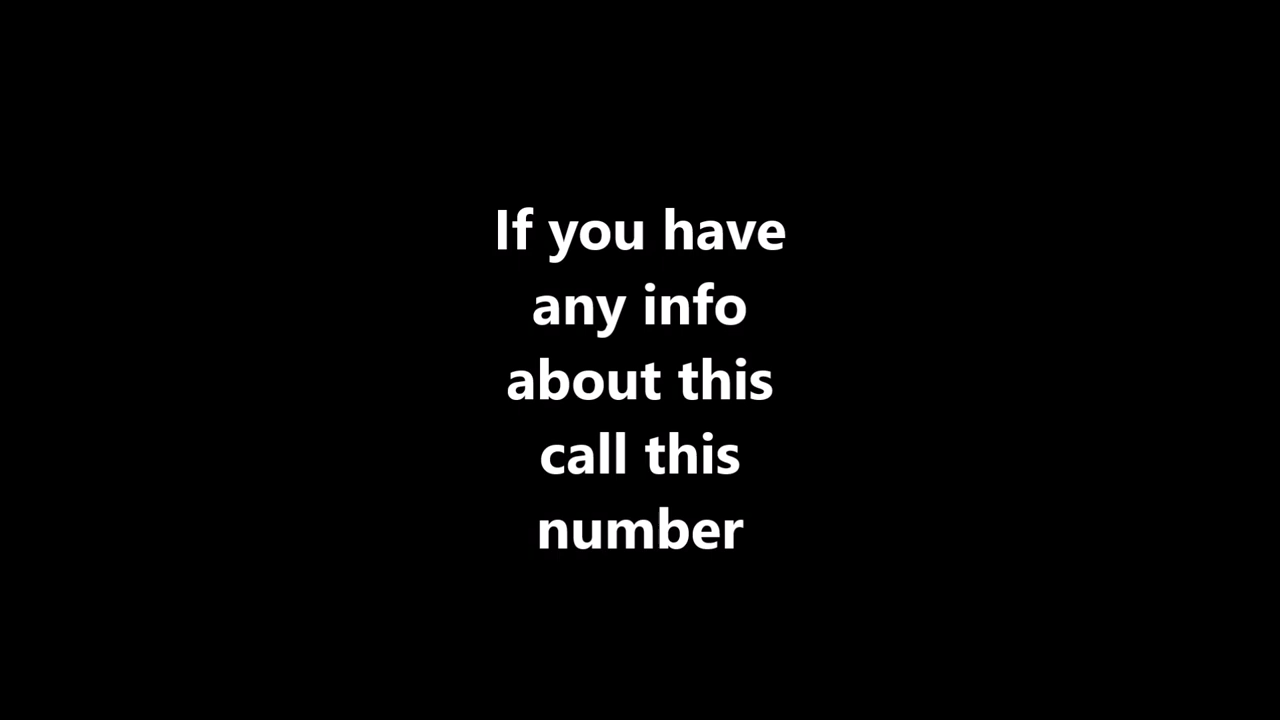 If you have
any info
about this
call this
number